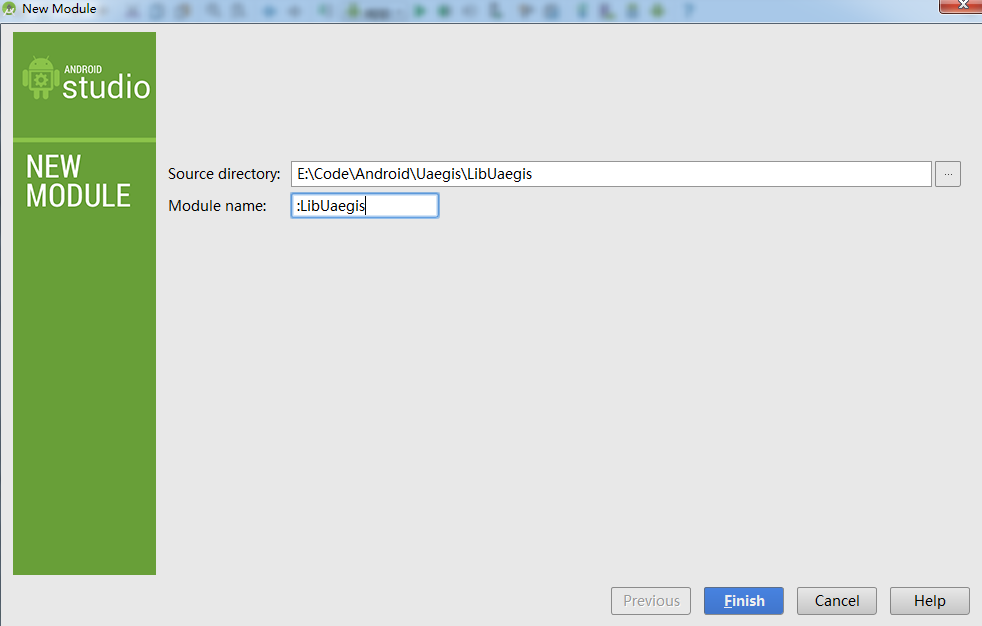 New Module
ANDROID
studio
NEW
MODULE
Source directory: E:\Code\Android\Uaegis\LibUaegis ...
Module name: :LibUaegis
Previous Finish Cancel Help